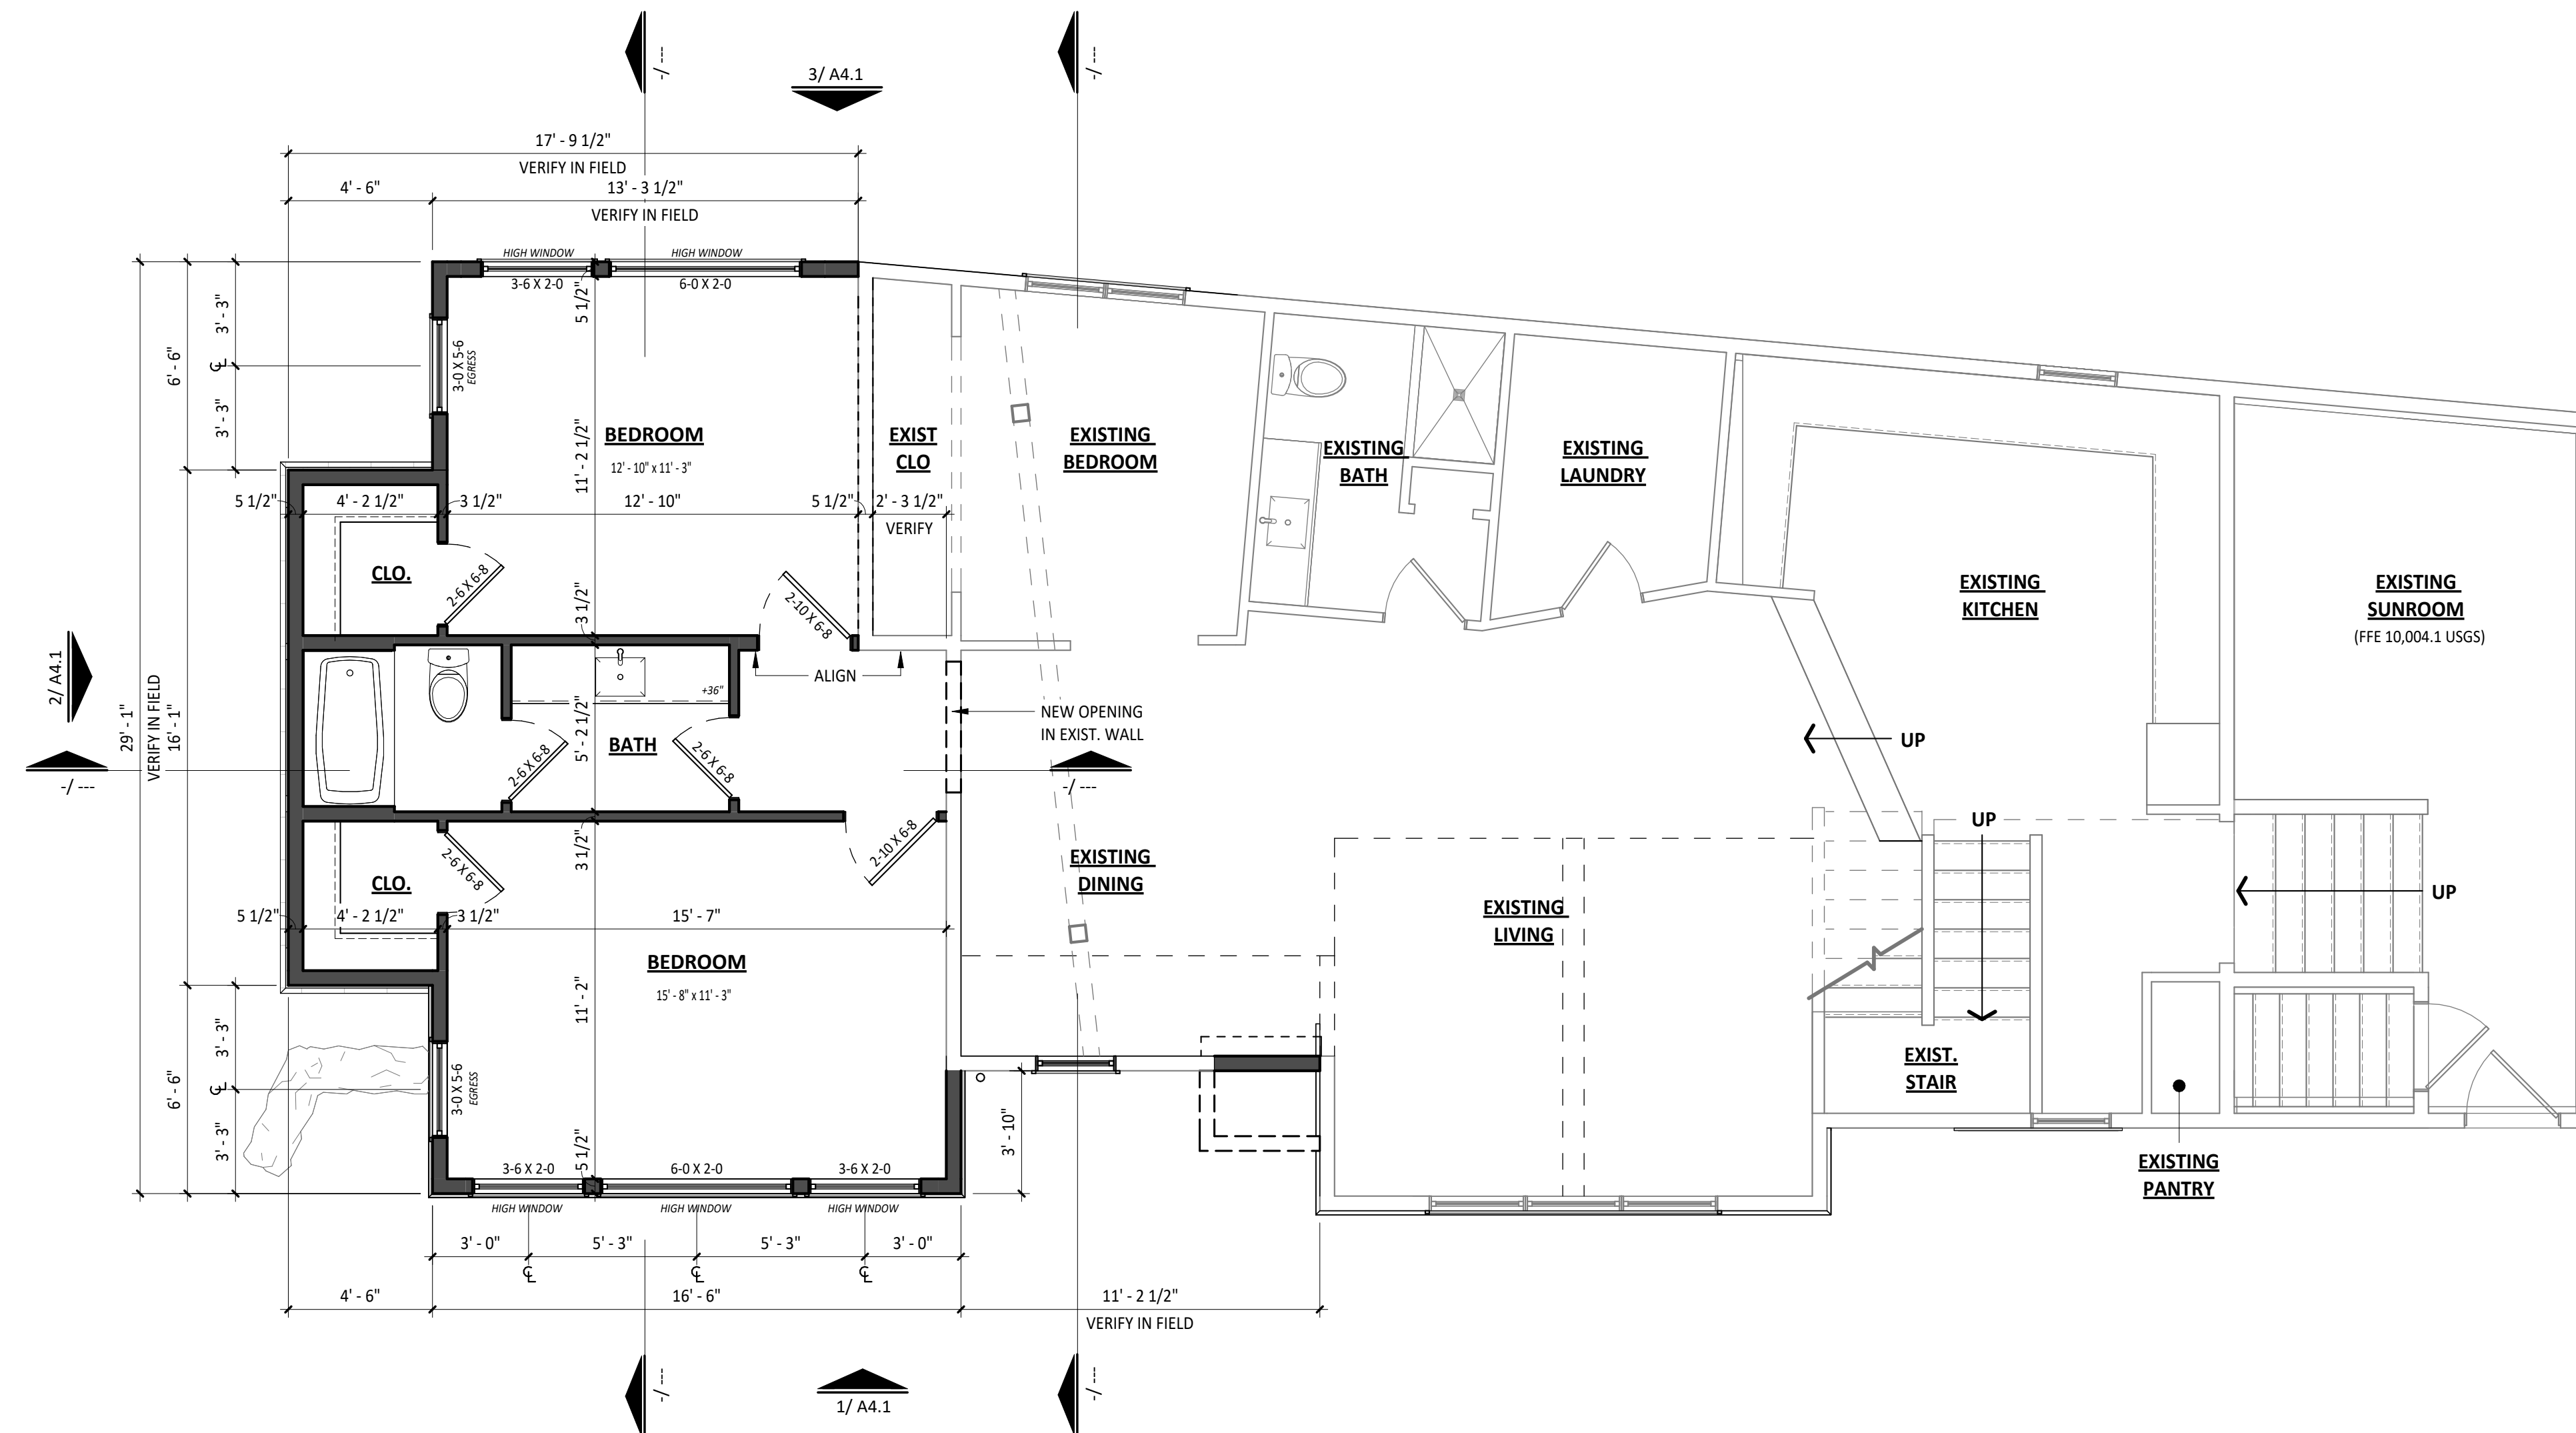 -/ ---
3/ A4.1
-/ ---
17' - 9 1/2"
VERIFY IN FIELD
4' - 6"
13' - 3 1/2"
VERIFY IN FIELD
HIGH WINDOW
HIGH WINDOW
3-6 X 2-0
6-0 X 2-0
5 1/2"
3' - 3"
6' - 6"
3' - 3"
3-0 X 5-6
EGRESS
BEDROOM
12' - 10" x 11' - 3"
11' - 2 1/2"
EXIST
CLO
EXISTING
BEDROOM
EXISTING
BATH
EXISTING
LAUNDRY
5 1/2"
4' - 2 1/2"
3 1/2"
12' - 10"
5 1/2"
2' - 3 1/2"
VERIFY
CLO.
2-6 X 6-8
3 1/2"
2-10 X 6-8
EXISTING
KITCHEN
EXISTING
SUNROOM
(FFE 10,004.1 USGS)
2/ A4.1
29' - 1"
VERIFY IN FIELD
16' - 1"
ALIGN
+36"
NEW OPENING
IN EXIST. WALL
5' - 2 1/2"
BATH
2-6 X 6-8
2-6 X 6-8
UP
-/ ---
-/ ---
UP
3 1/2"
2-6 X 6-8
2-10 X 6-8
CLO.
EXISTING
DINING
UP
5 1/2"
4' - 2 1/2"
3 1/2"
15' - 7"
EXISTING
LIVING
BEDROOM
15' - 8" x 11' - 3"
11' - 2"
3' - 3"
6' - 6"
3' - 3"
3-0 X 5-6
EGRESS
EXIST.
STAIR
3' - 10"
5 1/2"
3-6 X 2-0
6-0 X 2-0
3-6 X 2-0
EXISTING
PANTRY
HIGH WINDOW
HIGH WINDOW
HIGH WINDOW
3' - 0"
5' - 3"
5' - 3"
3' - 0"
4' - 6"
16' - 6"
11' - 2 1/2"
VERIFY IN FIELD
-/ ---
1/ A4.1
-/ ---